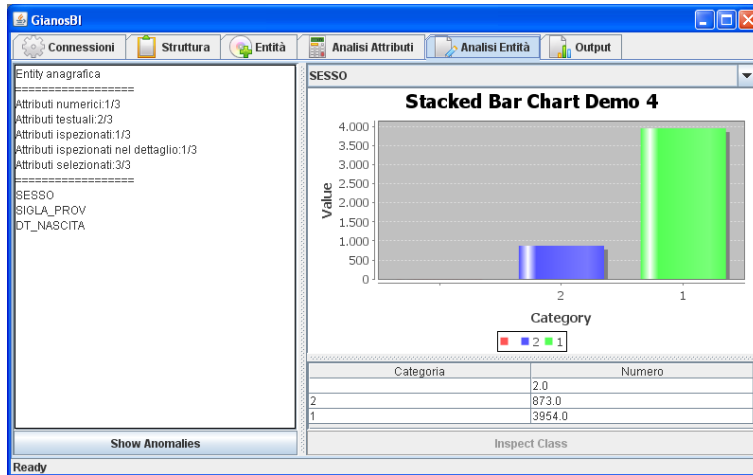 GianosBI
Connessioni Struttura Entità Analisi Attributi Analisi Entità Output
Entity anagrafica
==================
Attributi numerici:1/3
Attributi testuali:2/3
Attributi ispezionati:1/3
Attributi ispezionati nel dettaglio:1/3
Attributi selezionati:3/3
==================
SESSO
SIGLA_PROV
DT_NASCITA
Show Anomalies
SESSO
Stacked Bar Chart Demo 4
Value
4.000
3.500
3.000
2.500
2.000
1.500
1.000
500
0
2 1
Category
2 1
Categoria Numero
2.0
2 873.0
1 3954.0
Inspect Class
Ready